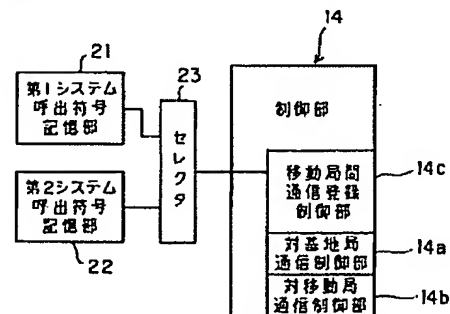 14
21
23
第1システム
呼出符号
記憶部
セレクタ
制御部
移動局間
通信登録
制御部
14c
第2システム
呼出符号
記憶部
22
対基地局
通信制御部
14a
対移動局
通信制御部
14b